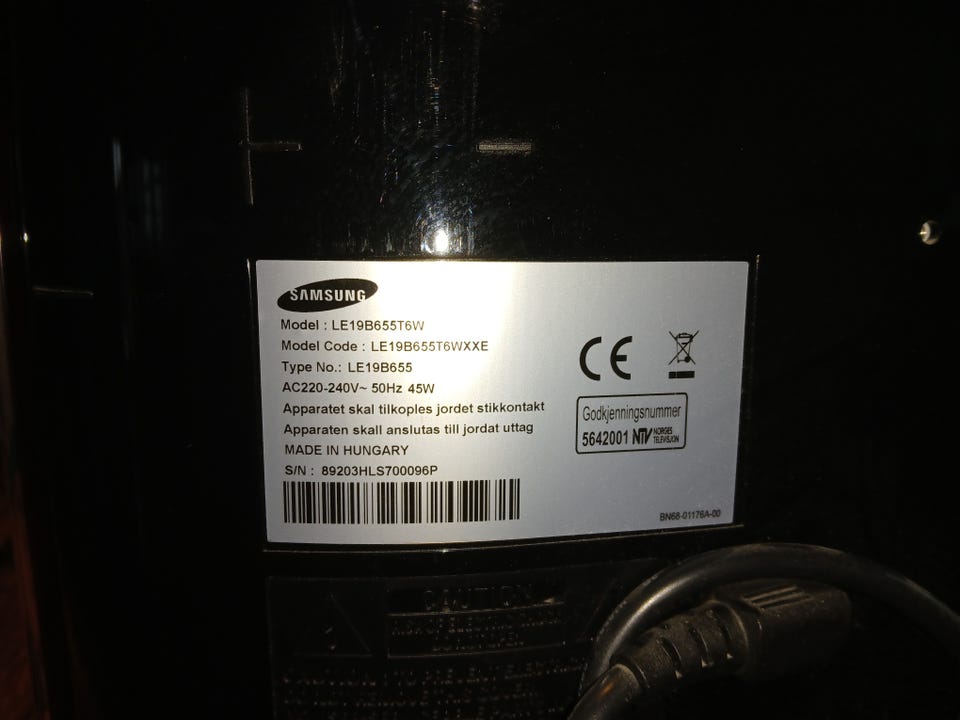 SAMSUNG
Model : LE19B655T6W
Model Code : LE19B655T6WXXE
Type No.: LE19B655
AC220-240V~ 50Hz 45W
Apparatet skal tilkoples jordet stikkontakt
Apparaten skall anslutas till jordat uttag
MADE IN HUNGARY
S/N : 89203HLS700096P
CE
Godkjenningsnummer
5642001 NTV NORGES
TELEVISJON
BN68-01176A-00
CAUTION